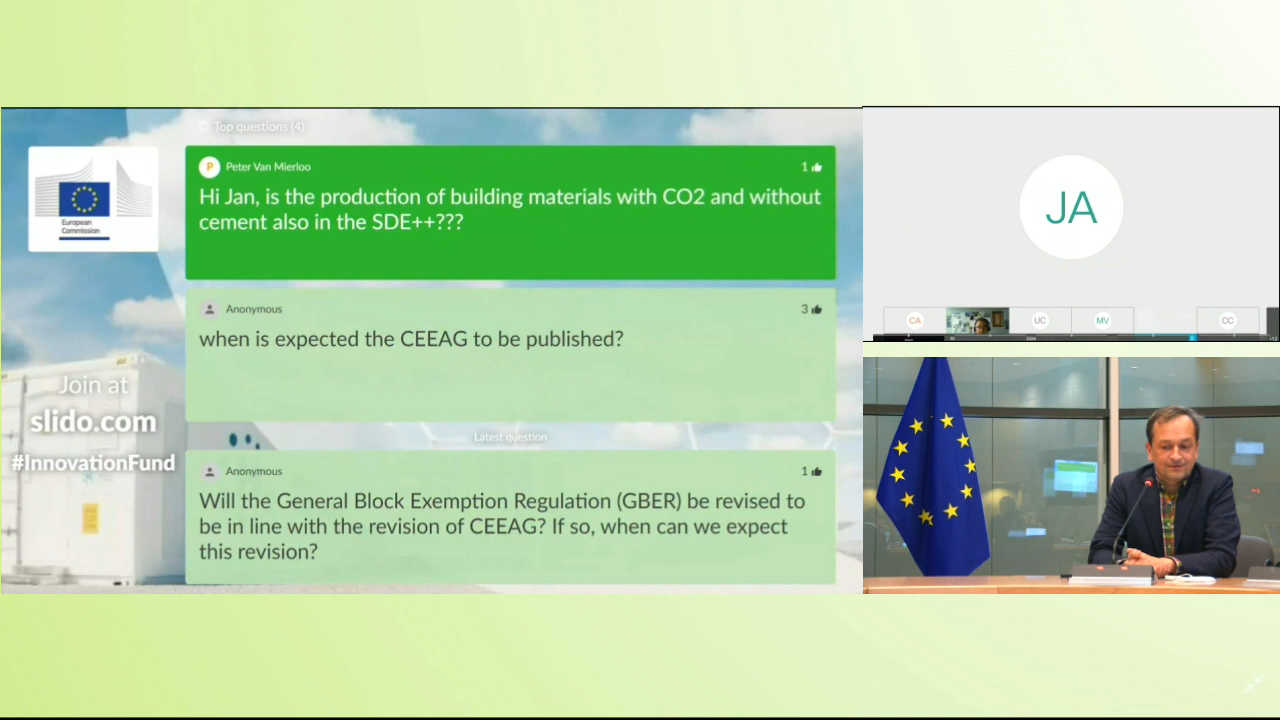 Top questions (4)
European
Commission
P
Peter Van Mierloo
1
Hi Jan, is the production of building materials with CO2 and without
cement also in the SDE++???
Anonymous
3
when is expected the CEEAG to be published?
Join at
slido.com
#InnovationFund
Latest question
Anonymous
1
Will the General Block Exemption Regulation (GBER) be revised to
be in line with the revision of CEEAG? If so, when can we expect
this revision?
JA
CA
UC
MV
CC